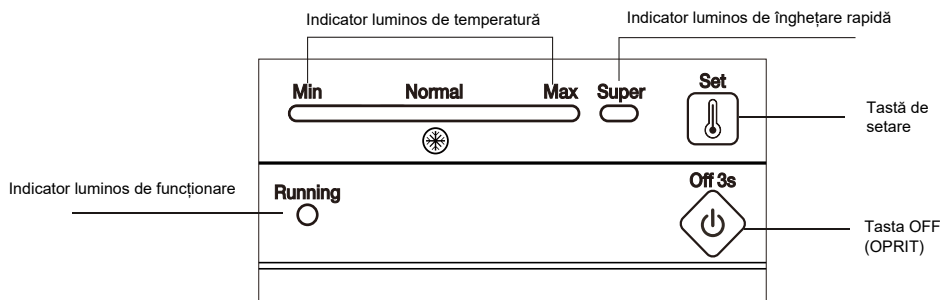 Indicator luminos de temperatură
Indicator luminos de înghețare rapidă
Min Normal Max Super Set
Tastă de
setare
Indicator luminos de funcționare
Running
Off 3s
Tasta OFF
(OPRIT)